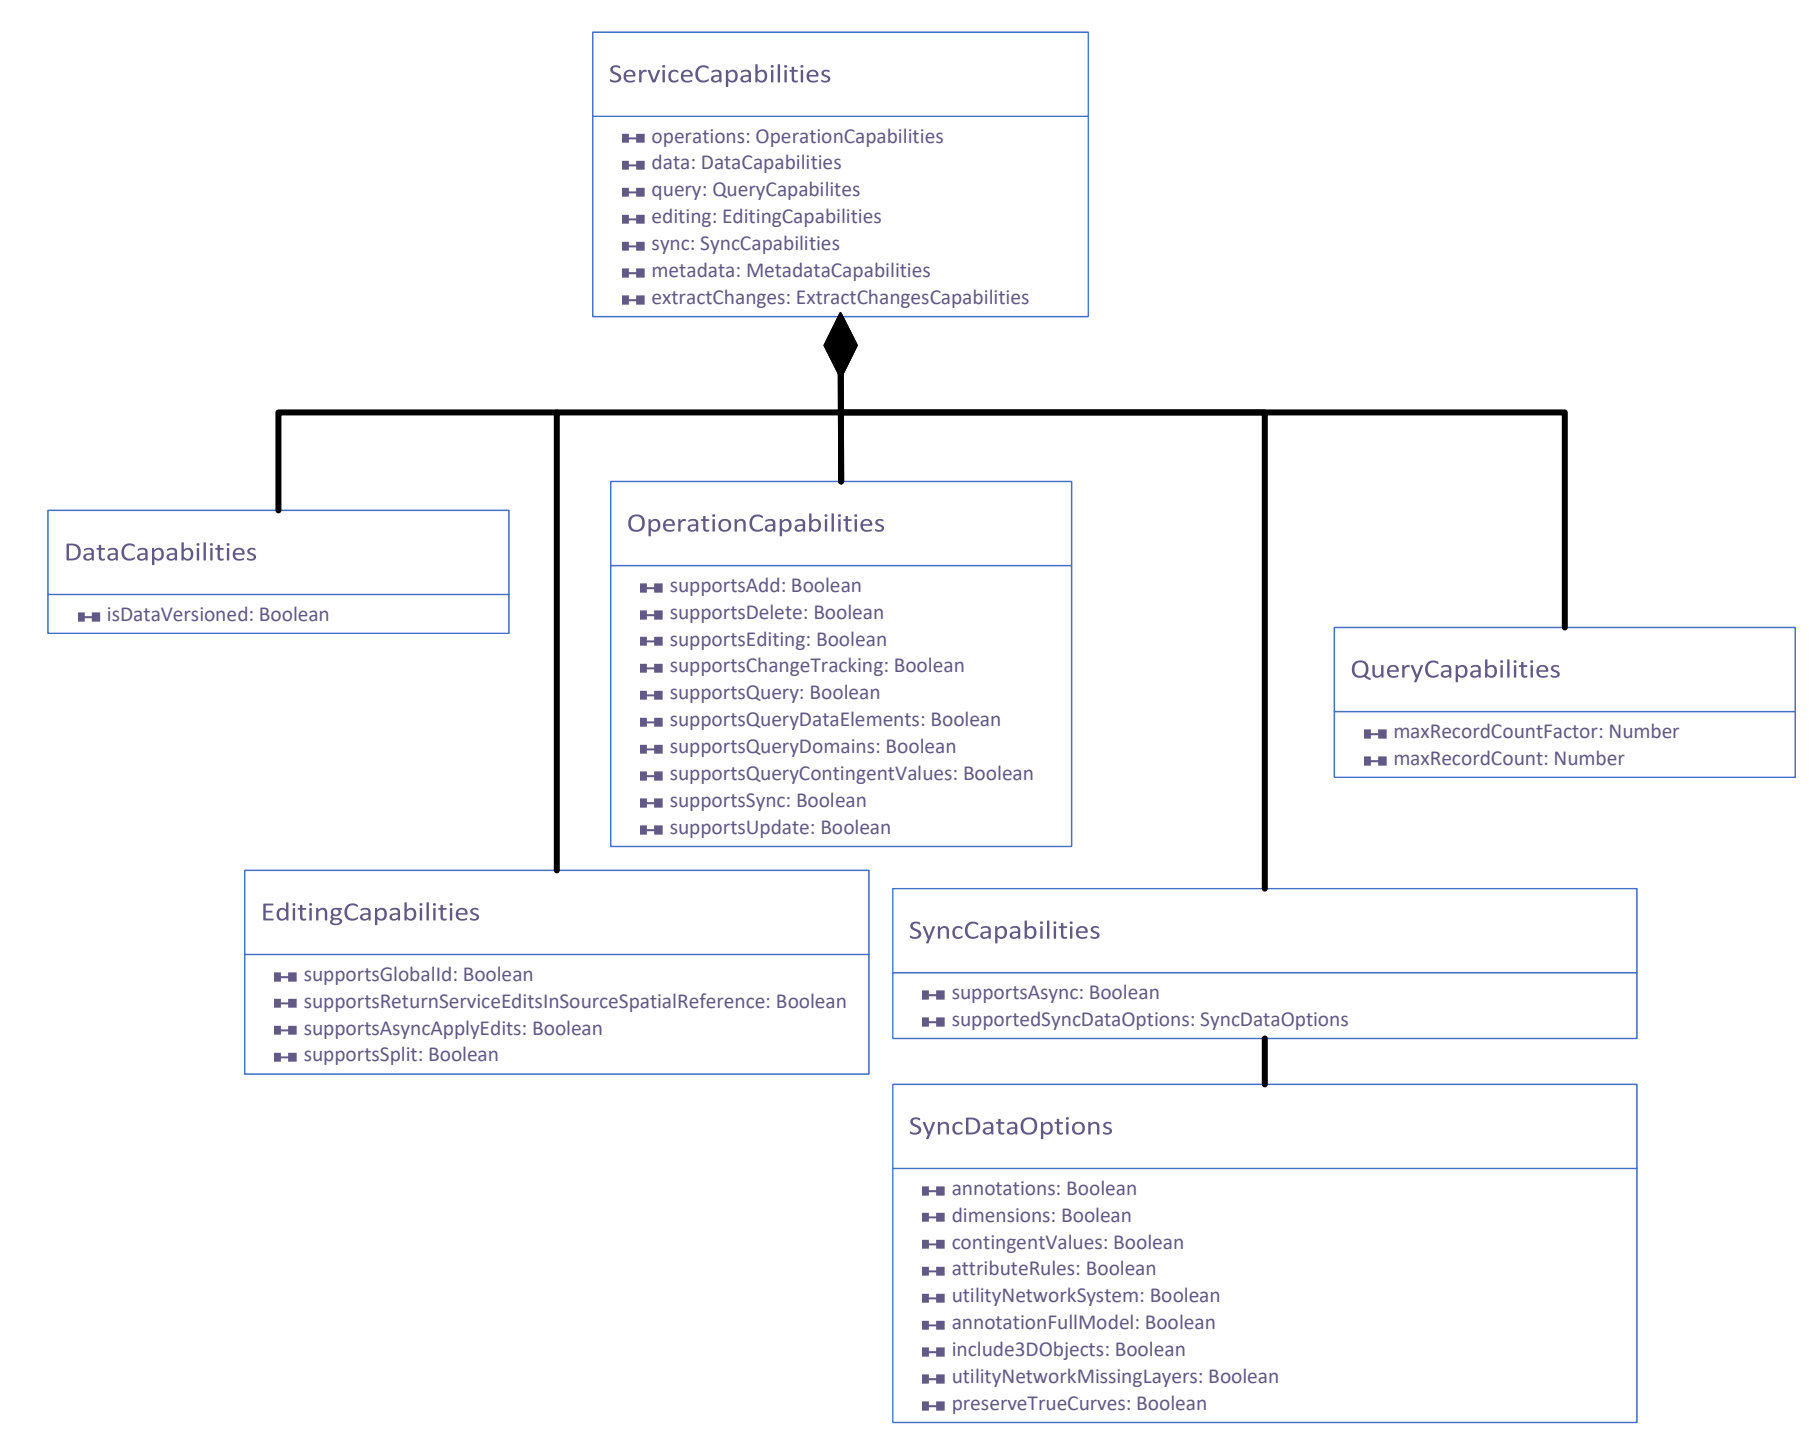 ServiceCapabilities
operations: OperationCapabilities
data: DataCapabilities
query: QueryCapabilites
editing: EditingCapabilities
sync: SyncCapabilities
metadata: MetadataCapabilities
extractChanges: ExtractChangesCapabilities
DataCapabilities
isDataVersioned: Boolean
OperationCapabilities
supportsAdd: Boolean
supportsDelete: Boolean
supportsEditing: Boolean
supportsChangeTracking: Boolean
supportsQuery: Boolean
supportsQueryDataElements: Boolean
supportsQueryDomains: Boolean
supportsQueryContingentValues: Boolean
supportsSync: Boolean
supportsUpdate: Boolean
QueryCapabilities
maxRecordCountFactor: Number
maxRecordCount: Number
EditingCapabilities
supportsGlobalId: Boolean
supportsReturnServiceEditsInSourceSpatialReference: Boolean
supportsAsyncApplyEdits: Boolean
supportsSplit: Boolean
SyncCapabilities
supportsAsync: Boolean
supportedSyncDataOptions: SyncDataOptions
SyncDataOptions
annotations: Boolean
dimensions: Boolean
contingentValues: Boolean
attributeRules: Boolean
utilityNetworkSystem: Boolean
annotationFullModel: Boolean
include3DObjects: Boolean
utilityNetworkMissingLayers: Boolean
preserveTrueCurves: Boolean